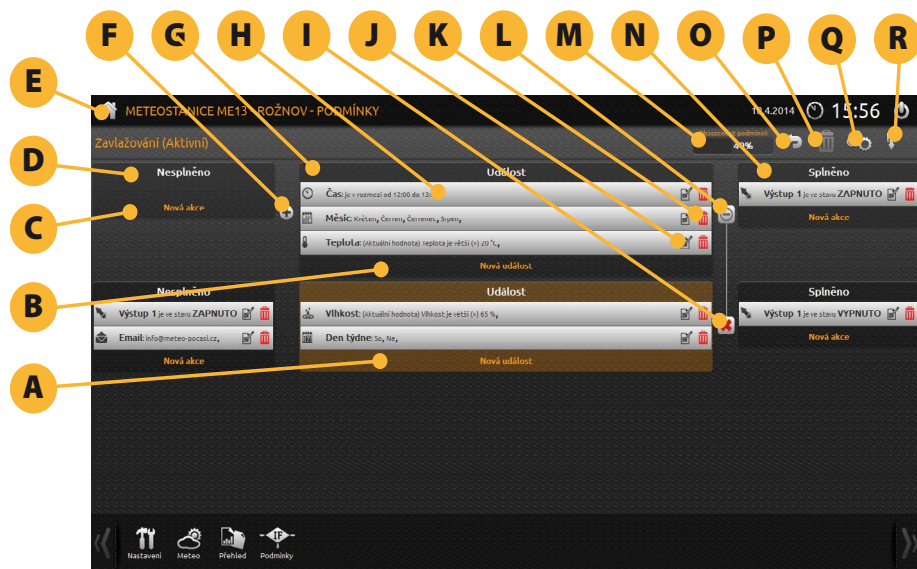 F G H I J K L M N O P Q R
E
METEOSTANICE ME13 - ROŽNOV - PODMÍNKY
15:56
Zavlažování (Aktivní)
podmínek
40%
D
Nesplněno
Událost
Splněno
Čas: je v rozmezí od 12:00 do
Výstup 1 je ve stavu ZAPNUTO
Nová akce
Měsíc: Květen, Červen, Červenec, Srpen,
Nová akce
C
Teplota: (Aktuální hodnota) Teplota je větší (>) 20 °C,
Nová událost
B
Nesplněno
Událost
Splněno
Výstup 1 je ve stavu ZAPNUTO
Vlhkost: (Aktuální hodnota) Vlhkost je větší (>) 65 %,
Výstup 1 je ve stavu VYPNUTO
Email: info@meteo-pocasi.cz,
Den týdne: So, Ne,
Nová akce
Nová akce
Nová událost
A
IF
Nastavení Meteo Přehled Podmínky